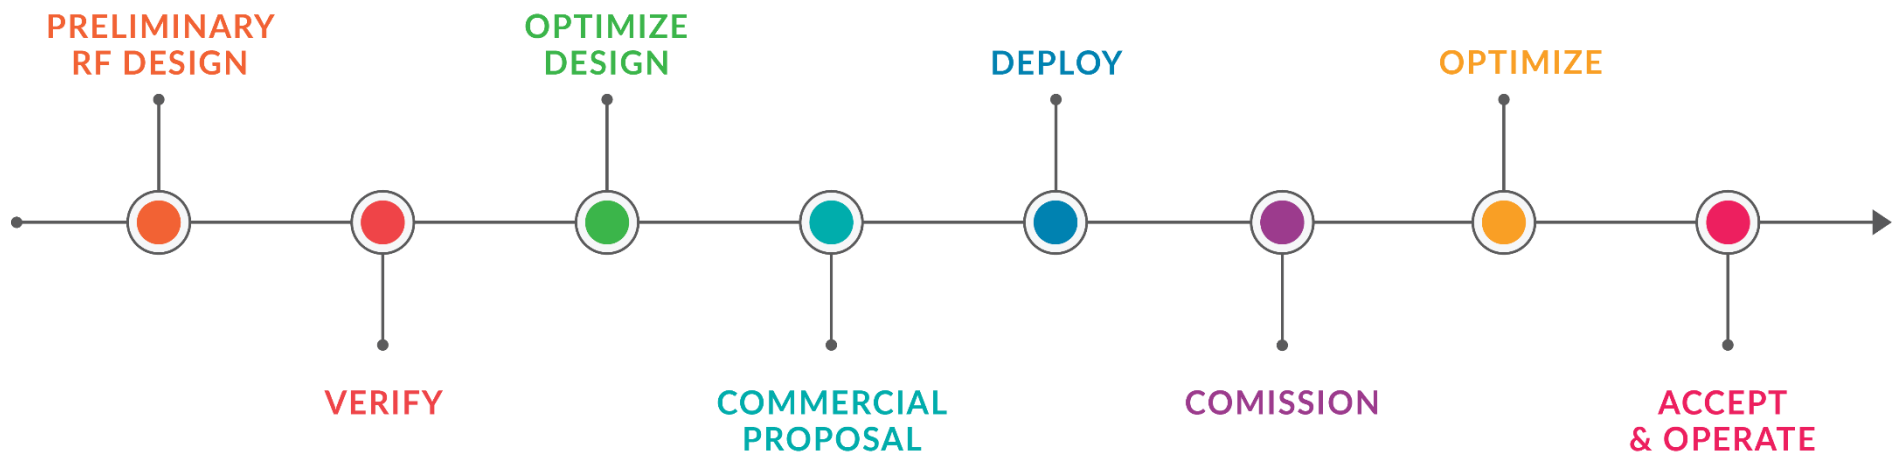 PRELIMINARY
RF DESIGN
VERIFY
OPTIMIZE
DESIGN
COMMERCIAL
PROPOSAL
DEPLOY
COMISSION
OPTIMIZE
ACCEPT
& OPERATE